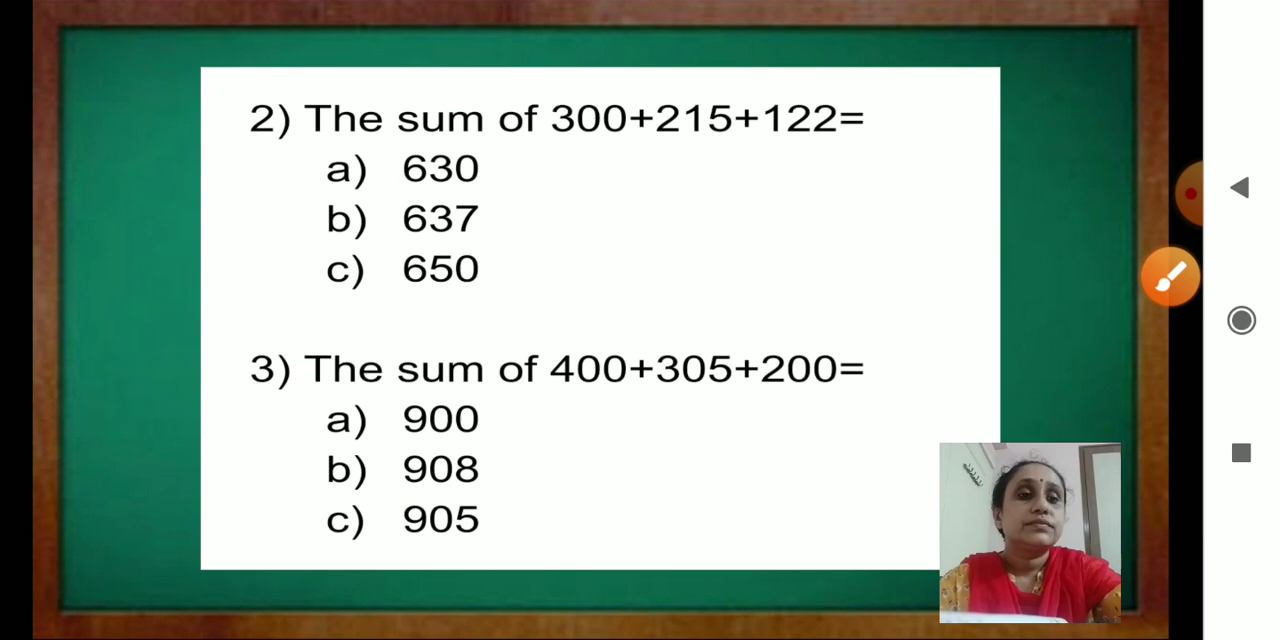 2) The sum of 300+215+122=
a) 630
b) 637
c) 650
3) The sum of 400+305+200=
a) 900
b) 908
c) 905